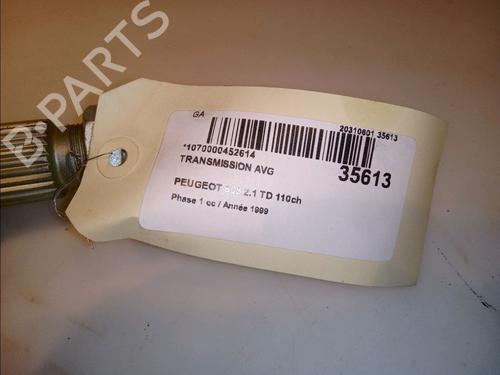 B-PARTS
GA
20310601 35613
*1070000452614
TRANSMISSION AVG
35613
PEUGEOT 2.1 TD 110ch
Phase 1 cc / Année 1999